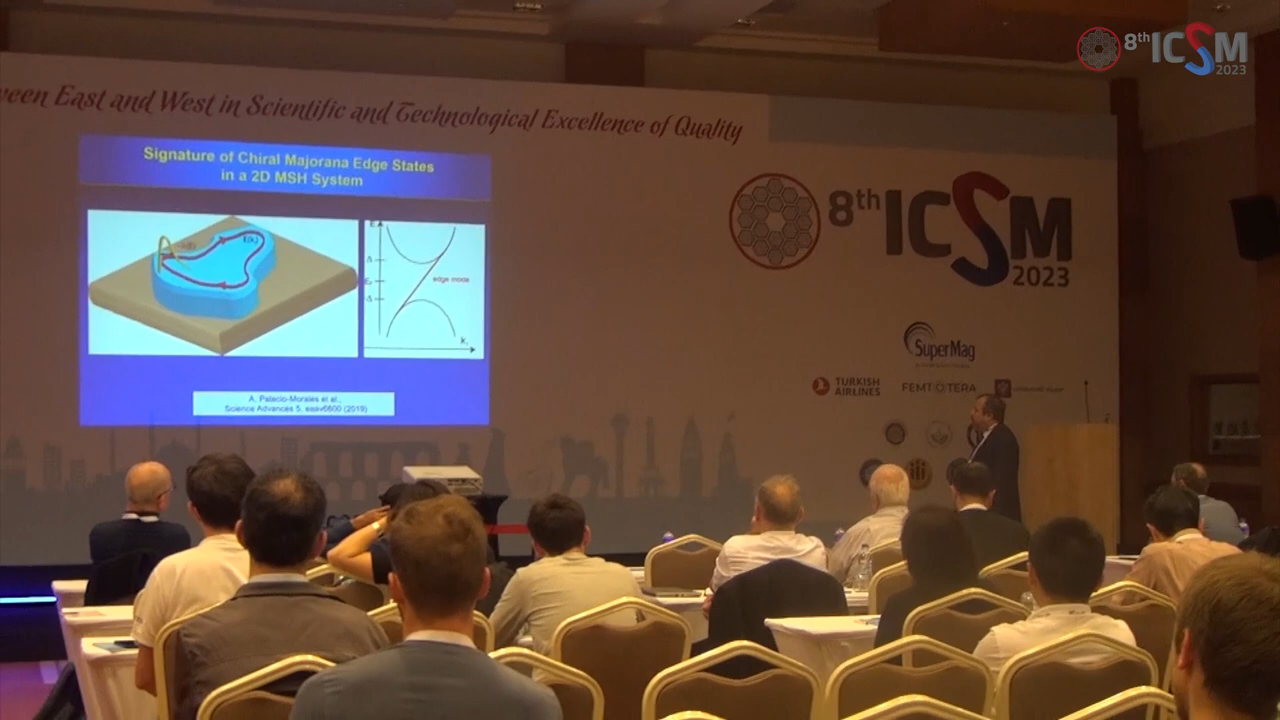 8th ICSM
2023
ween East and West in Scientific and Technological Excellence of Quality
Signature of Chiral Majorana Edge States
in a 2D MSH System
E
Δ
-Δ
edge mode
A. Palacio-Morales et al.,
Science Advances 5, eaav6600 (2019)
8th ICSM
2023
SuperMag
TURKISH
AIRLINES
FEMTOTERA